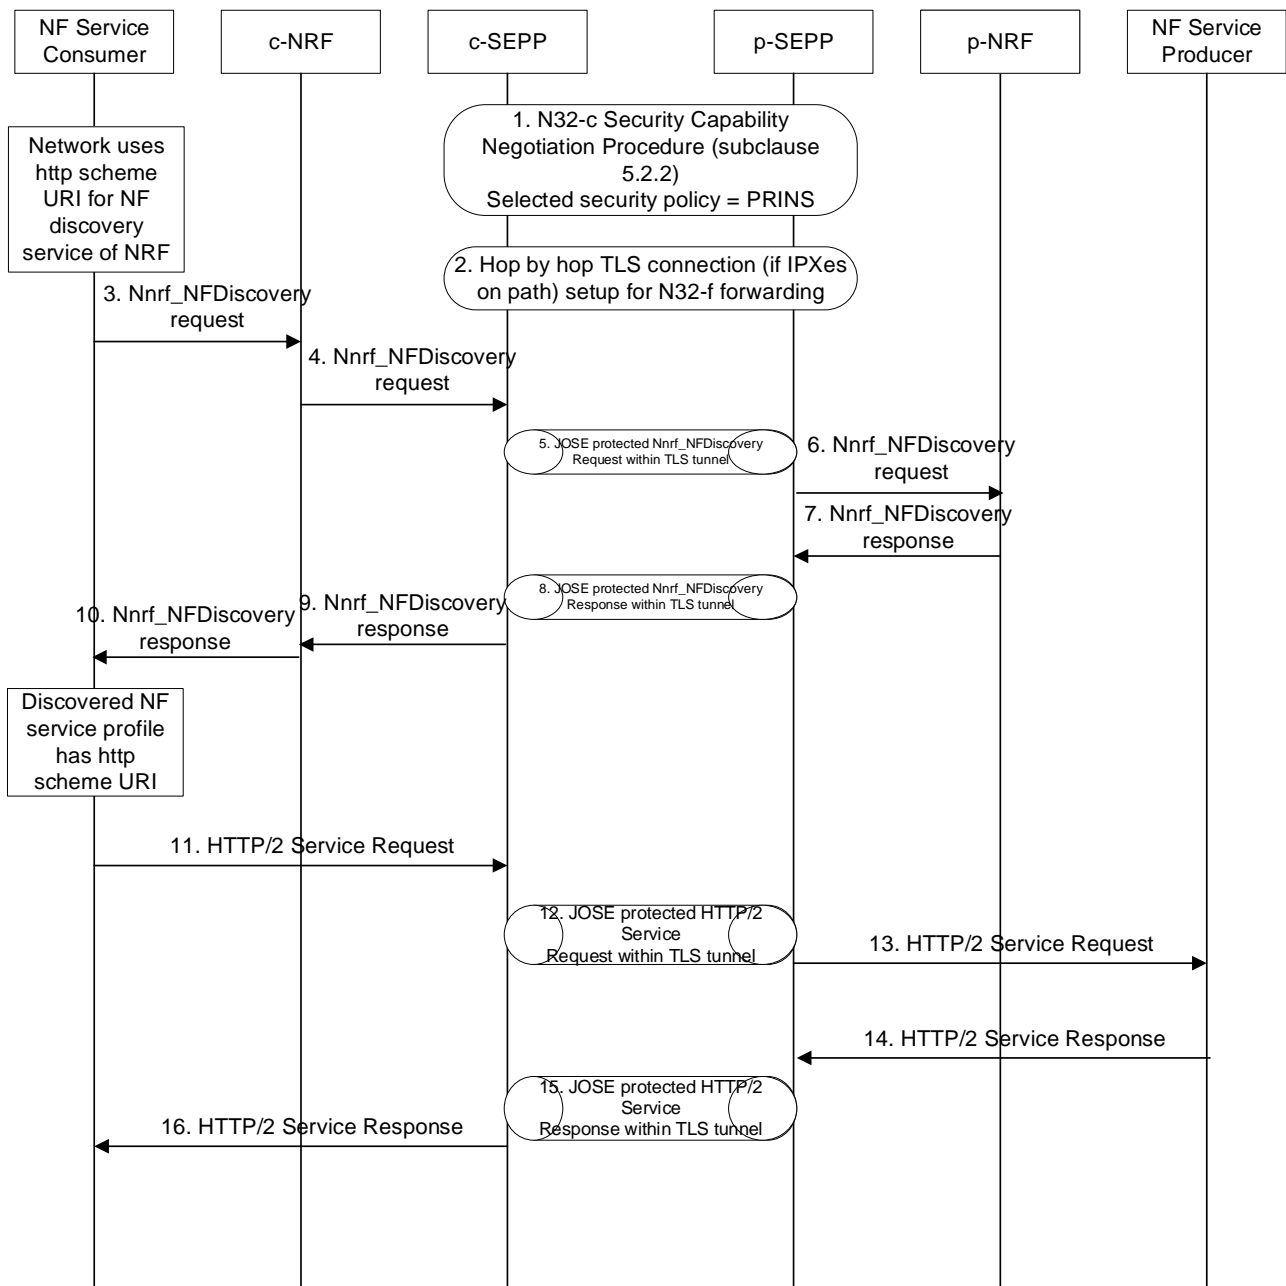 NF Service
Consumer
c-NRF
c-SEPP
p-SEPP
p-NRF
NF Service
Producer
1. N32-c Security Capability
Negotiation Procedure (subclause
5.2.2)
Selected security policy = PRINS
Network uses
http scheme
URI for NF
discovery
service of NRF
2. Hop by hop TLS connection (if IPXes
on path) setup for N32-f forwarding
3. Nnrf_NFDiscovery
request
4. Nnrf_NFDiscovery
request
5. JOSE protected Nnrf_NFDiscovery
Request within TLS tunnel
6. Nnrf_NFDiscovery
request
7. Nnrf_NFDiscovery
response
8. JOSE protected Nnrf_NFDiscovery
Response within TLS tunnel
9. Nnrf_NFDiscovery
response
10. Nnrf_NFDiscovery
response
Discovered NF
service profile
has http
scheme URI
11. HTTP/2 Service Request
12. JOSE protected HTTP/2
Service
Request within TLS tunnel
13. HTTP/2 Service Request
14. HTTP/2 Service Response
15. JOSE protected HTTP/2
Service
Response within TLS tunnel
16. HTTP/2 Service Response